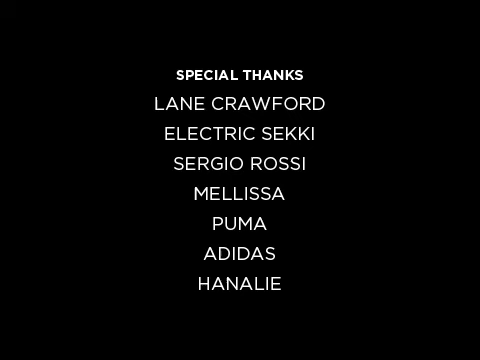 SPECIAL THANKS
LANE CRAWFORD
ELECTRIC SEKKI
SERGIO ROSSI
MELLISSA
PUMA
ADIDAS
HANALIE